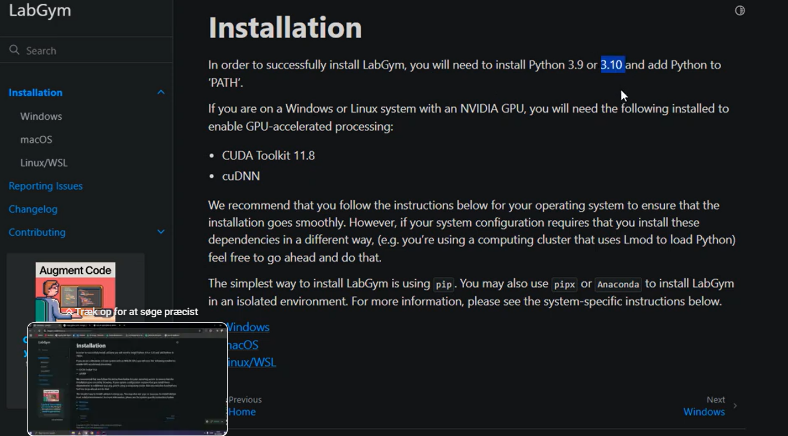 LabGym
Search
Installation
Windows
macOS
Linux/WSL
Reporting Issues
Changelog
Contributing
Augment Code
Træk op for at søge præcist
Installation
In order to successfully install LabGym, you will need to install Python 3.9 or 3.10 and add Python to
'PATH'.
If you are on a Windows or Linux system with an NVIDIA GPU, you will need the following installed to
enable GPU-accelerated processing:
• CUDA Toolkit 11.8
• cuDNN
We recommend that you follow the instructions below for your operating system to ensure that the
installation goes smoothly. However, if your system configuration requires that you install these
dependencies in a different way, (e.g. you're using a computing cluster that uses Lmod to load Python)
feel free to go ahead and do that.
The simplest way to install LabGym is using pip. You may also use pipx or Anaconda to install LabGym
in an isolated environment. For more information, please see the system-specific instructions below.
Windows
macOS
Linux/WSL
Previous
Home
Next
Windows